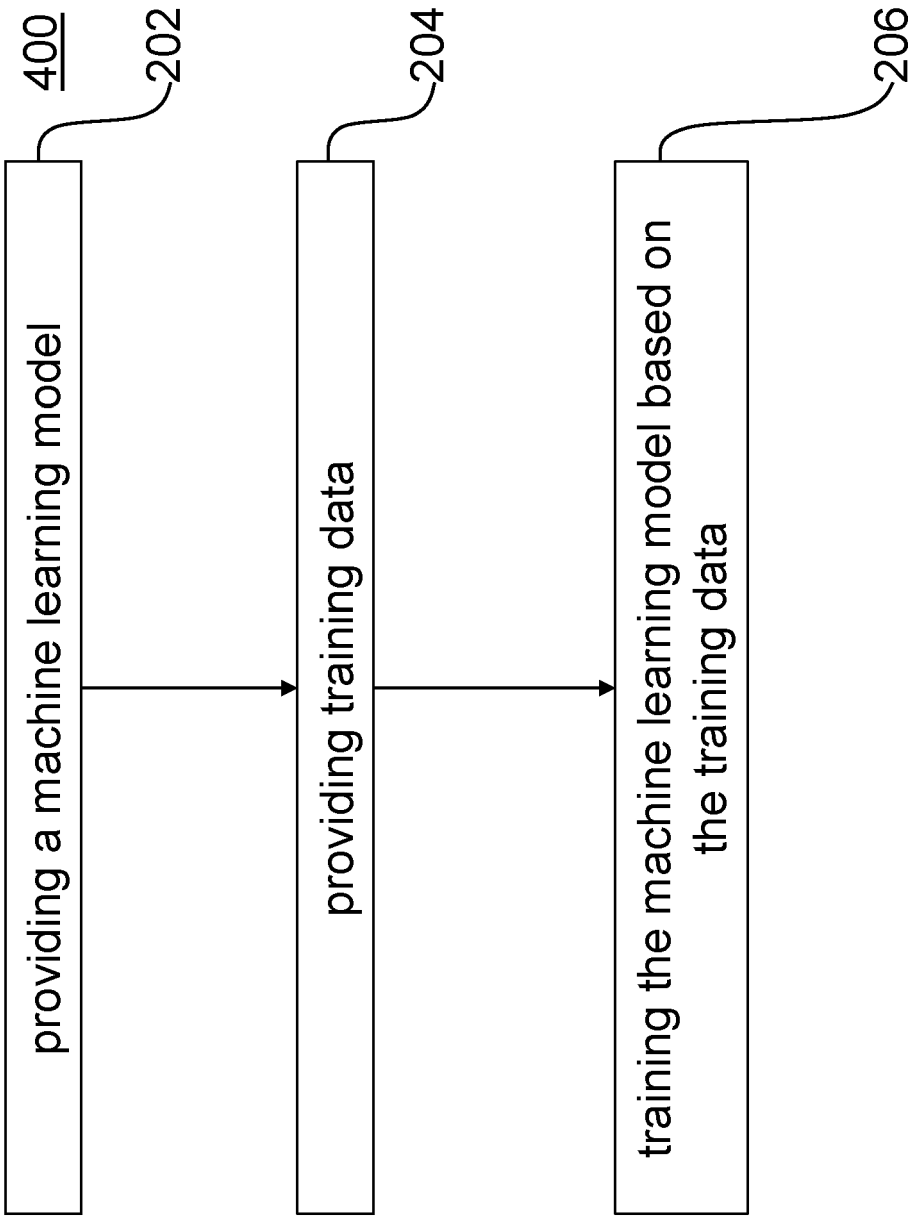 400
providing a machine learning model
202
providing training data
204
training the machine learning model based on
the training data
206